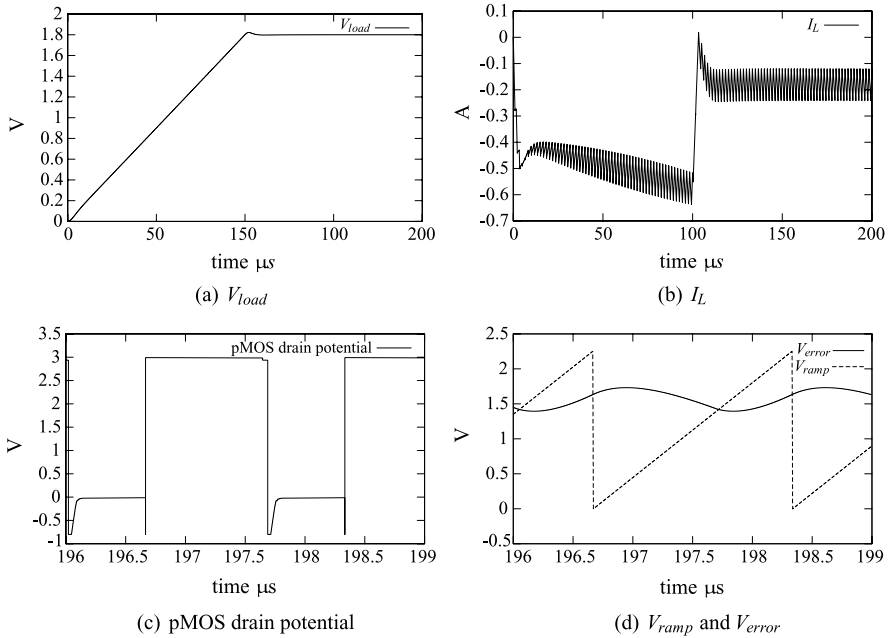 2
1.8
1.6
1.4
1.2
1
0.8
0.6
0.4
0.2
0
V
V_load
0 50 150 100 200
time μs
(a) V_load
0.1
0
−0.1
−0.2
−0.3
−0.4
−0.5
−0.6
−0.7
A
I_L
0 50 100 150 200
time μs
(b) I_L
3.5
3
2.5
2
1.5
1
0.5
0
−0.5
−1
V
pMOS drain potential
196 196.5 197 197.5 198 198.5 199
time μs
(c) pMOS drain potential
2.5
2
1.5
1
0.5
0
−0.5
V
V_error
V_ramp
196 196.5 197 197.5 198 198.5 199
time μs
(d) V_ramp and V_error